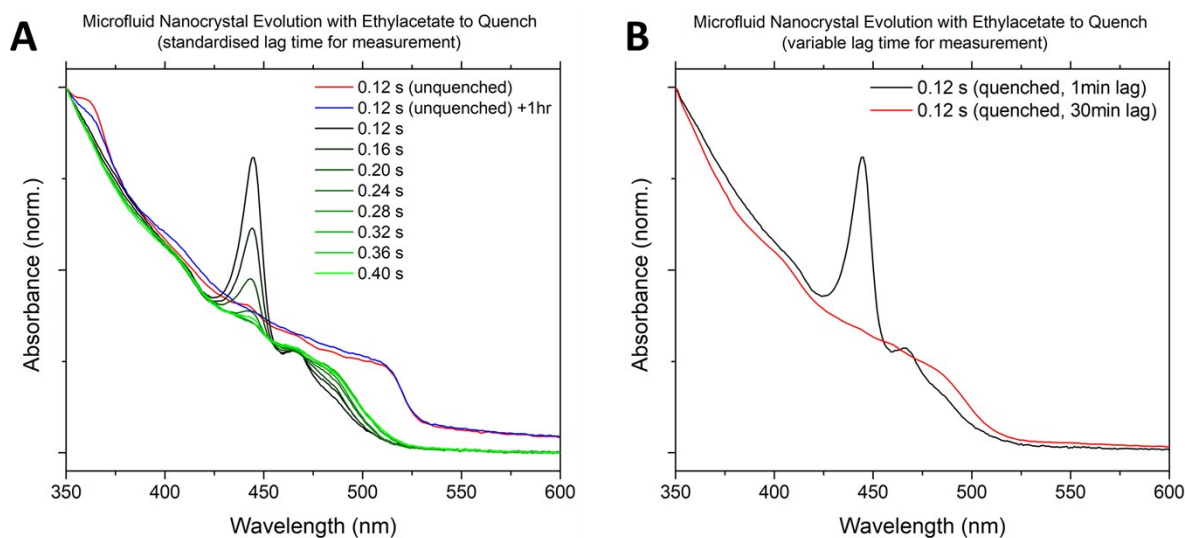 A
Microfluid Nanocrystal Evolution with Ethylacetate to Quench
(standardised lag time for measurement)
0.12 s (unquenched)
0.12 s (unquenched) +1hr
0.12 s
0.16 s
0.20 s
0.24 s
0.28 s
0.32 s
0.36 s
0.40 s
Absorbance (norm.)
350 400 450 500 550 600
Wavelength (nm)
B
Microfluid Nanocrystal Evolution with Ethylacetate to Quench
(variable lag time for measurement)
0.12 s (quenched, 1min lag)
0.12 s (quenched, 30min lag)
Absorbance (norm.)
350 400 450 500 550 600
Wavelength (nm)